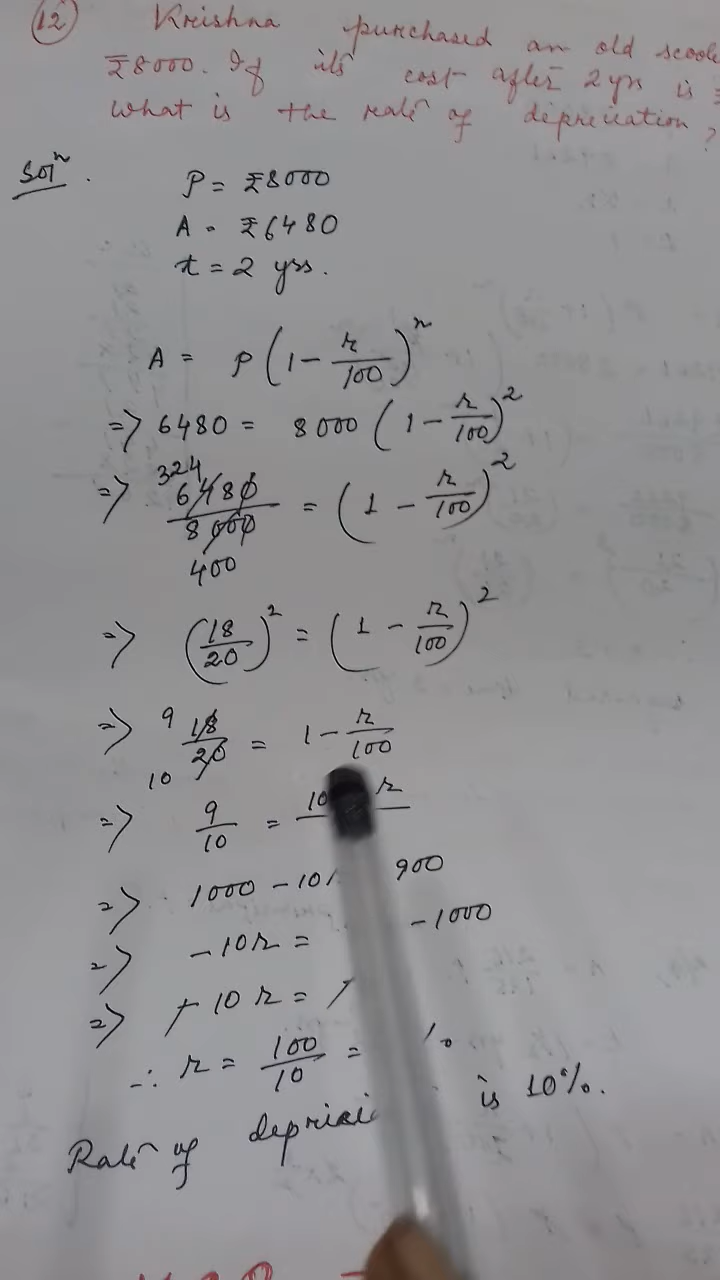 (12) Krishna purchased an old
₹8000. If its cost after 2 yrs is
what is the rate of depreciation?
Solⁿ.
P = ₹8000
A = ₹6480
t = 2 yrs.
A = P(1 - r/100)ⁿ
=> 6480 = 8000 (1 - r/100)²
=> 324 6480/8000 400 = (1 - r/100)²
=> (18/20)² = (1 - r/100)²
=> 9 18/20 10 = 1 - r/100
=> 9/10 = 10 r
=> 1000 - 10 900
=> - 10r = - 1000
=> + 10 r =
∴ r = 100/10 = %
Rate of is 10%.